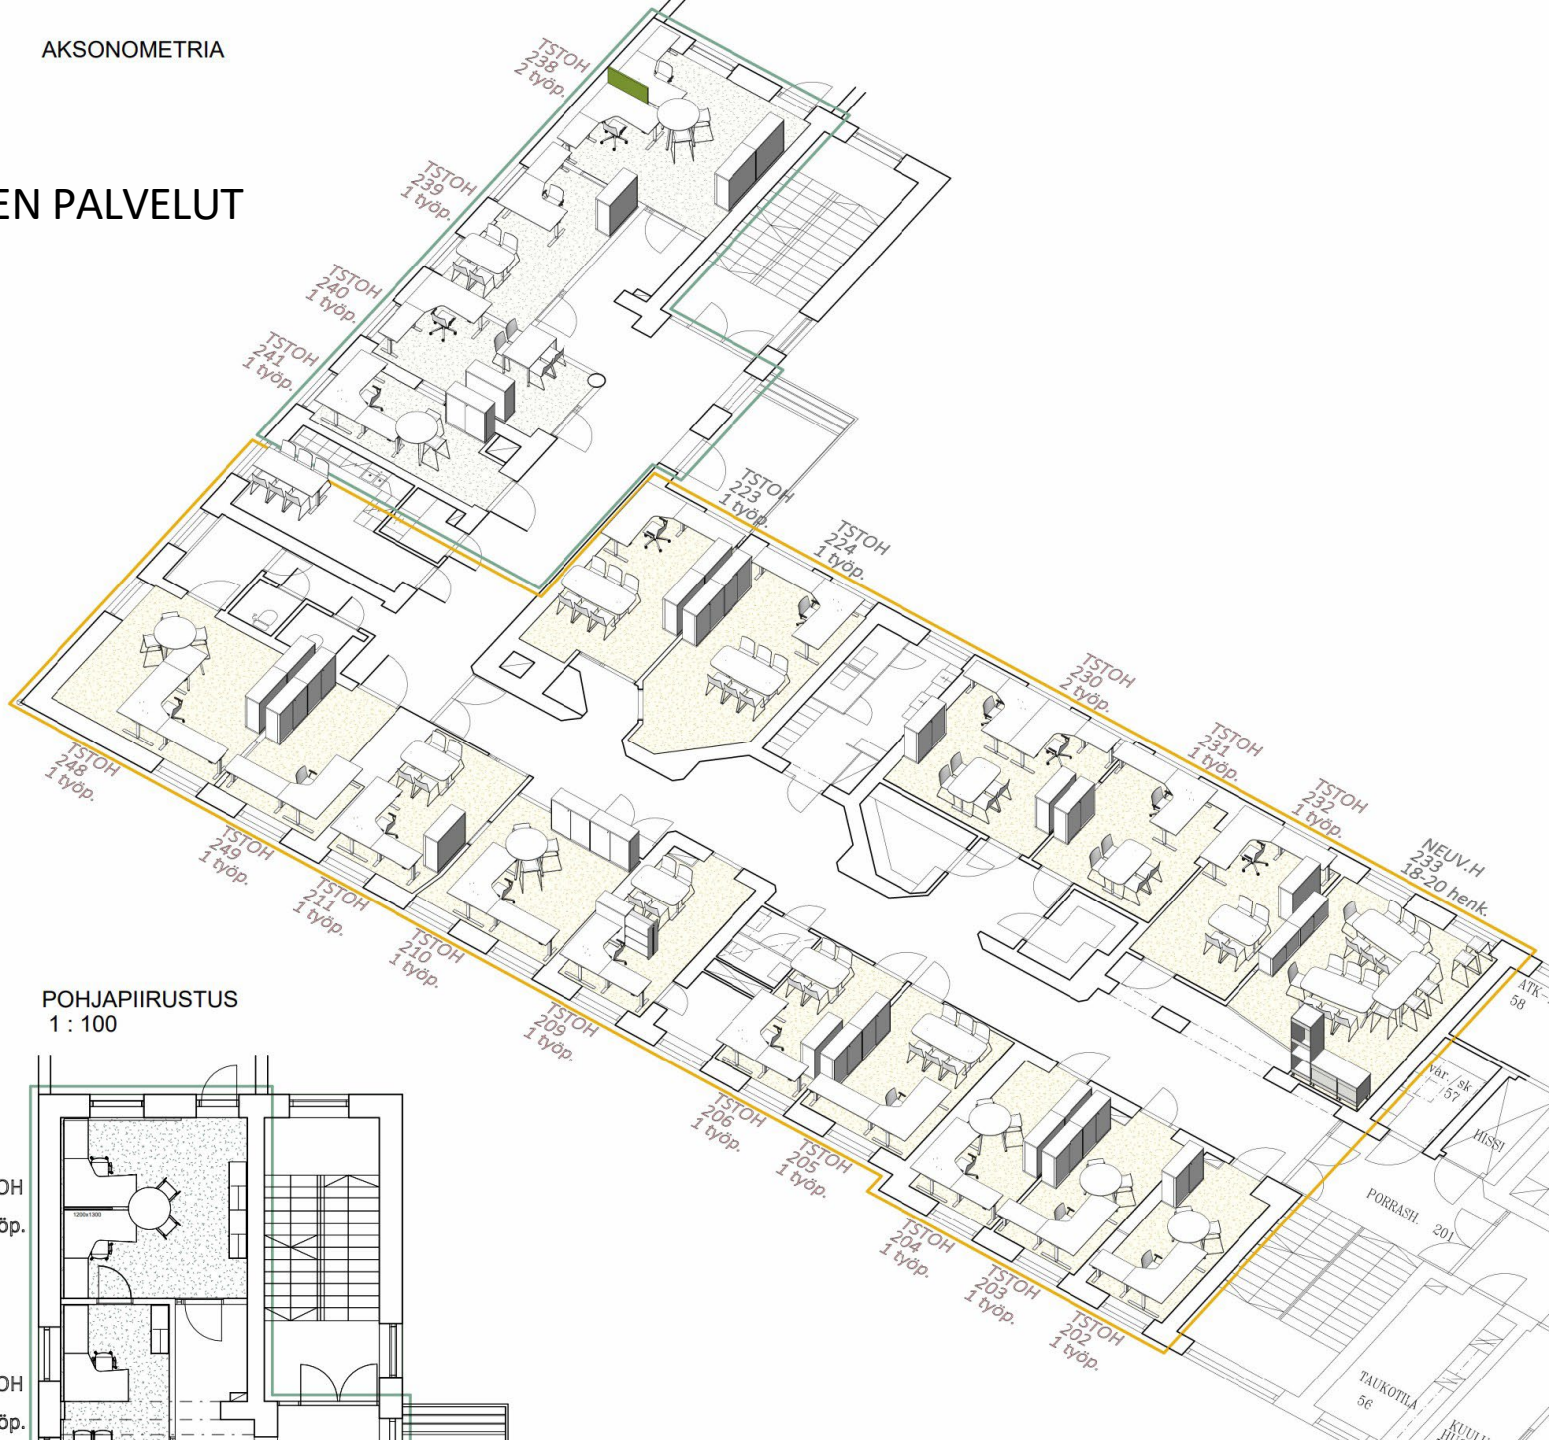 AKSONOMETRIA
EN PALVELUT
TSTOH
238
2 työp.
TSTOH
239
1 työp.
TSTOH
240
1 työp.
TSTOH
241
1 työp.
TSTOH
223
1 työp.
TSTOH
224
1 työp.
TSTOH
230
2 työp.
TSTOH
231
1 työp.
TSTOH
232
1 työp.
NEUV.H
233
18-20 henk.
TSTOH
248
1 työp.
TSTOH
249
1 työp.
TSTOH
211
1 työp.
TSTOH
210
1 työp.
TSTOH
209
1 työp.
TSTOH
206
1 työp.
TSTOH
205
1 työp.
TSTOH
204
1 työp.
TSTOH
203
1 työp.
TSTOH
202
1 työp.
ATK-
58
var./sk
57
HISSI
PORRASH. 201
TAUKOTILA
56
KUULU
POHJAPIIRUSTUS
1 : 100
OH
öp.
1200x1300
OH
öp.